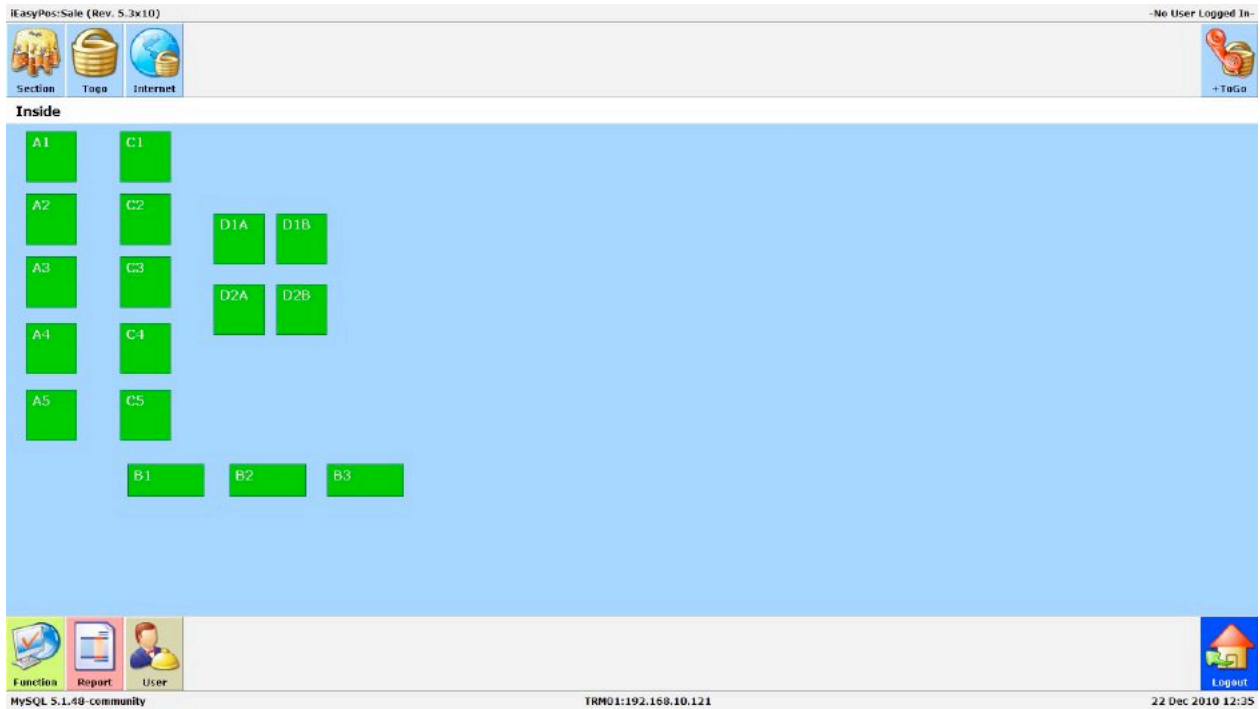 iEasyPos:Sale (Rev. 5.3x10) -No User Logged In-
Section Togo Internet +ToGo
Inside
A1 C1
A2 C2
D1A D1B
A3 C3
D2A D2B
A4 C4
A5 C5
B1 B2 B3
Function Report User Logout
MySQL 5.1.48-community TRM01:192.168.10.121 22 Dec 2010 12:35